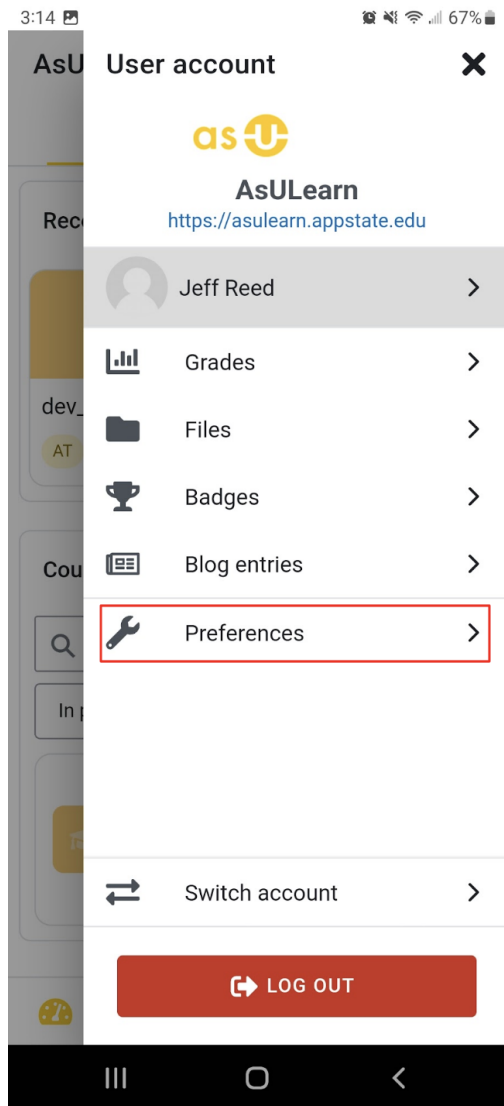 3:14 67%
AsU User account
as U
AsULearn
https://asulearn.appstate.edu
Rec
Jeff Reed
Grades
dev_
Files
AT
Badges
Cou
Blog entries
Preferences
In p
Switch account
LOG OUT